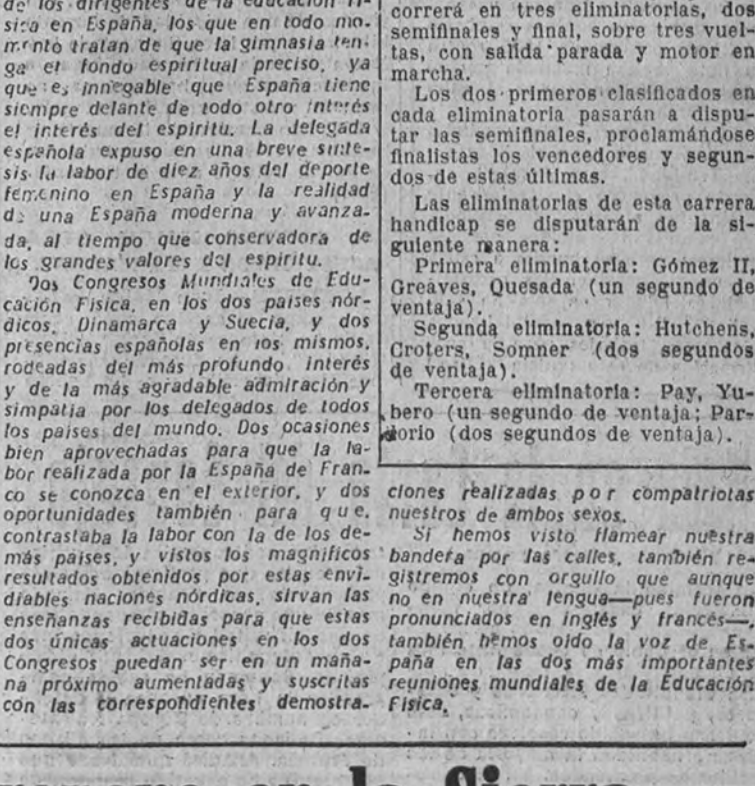 de los dirigentes de la educación fí-
sica en España, los que en todo mo-
mento tratan de que la gimnasia ten-
ga el fondo espiritual preciso, ya
que es innegable que España tiene
siempre delante de todo otro interés
el interés del espíritu. La delegada
española expuso en una breve sínte-
sis la labor de diez años del deporte
femenino en España y la realidad
de una España moderna y avanza-
da, al tiempo que conservadora de
los grandes valores del espíritu.
Dos Congresos Mundiales de Edu-
cación Física, en los dos países nór-
dicos, Dinamarca y Suecia, y dos
presencias españolas en los mismos,
rodeadas del más profundo interés
y de la más agradable admiración y
simpatía por los delegados de todos
los países del mundo. Dos ocasiones
bien aprovechadas para que la la-
bor realizada por la España de Fran-
co se conozca en el exterior, y dos
oportunidades también para que,
contrastaba la labor con la de los de-
más países, y vistos los magníficos
resultados obtenidos por estas envi-
diables naciones nórdicas, sirvan las
enseñanzas recibidas para que estas
dos únicas actuaciones en los dos
Congresos puedan ser en un maña-
na próximo aumentadas y suscritas
con las correspondientes demostra-
correrá en tres eliminatorias, dos
semifinales y final, sobre tres vuel-
tas, con salida parada y motor en
marcha.
Los dos primeros clasificados en
cada eliminatoria pasarán a dispu-
tar las semifinales, proclamándose
finalistas los vencedores y segun-
dos de estas últimas.
Las eliminatorias de esta carrera
handicap se disputarán de la si-
guiente manera:
Primera eliminatoria: Gómez II,
Greaves, Quesada (un segundo de
ventaja).
Segunda eliminatoria: Hutchens,
Croters, Somner (dos segundos
de ventaja).
Tercera eliminatoria: Pay, Yu-
bero (un segundo de ventaja; Par-
dorio (dos segundos de ventaja).
ciones realizadas por compatriotas
nuestros de ambos sexos.
Si hemos visto flamear nuestra
bandera por las calles, también re-
gistremos con orgullo que aunque
no en nuestra lengua—pues fueron
pronunciados en inglés y francés—,
también hemos oído la voz de Es-
paña en las dos más importantes
reuniones mundiales de la Educación
Física.
en la Sierra